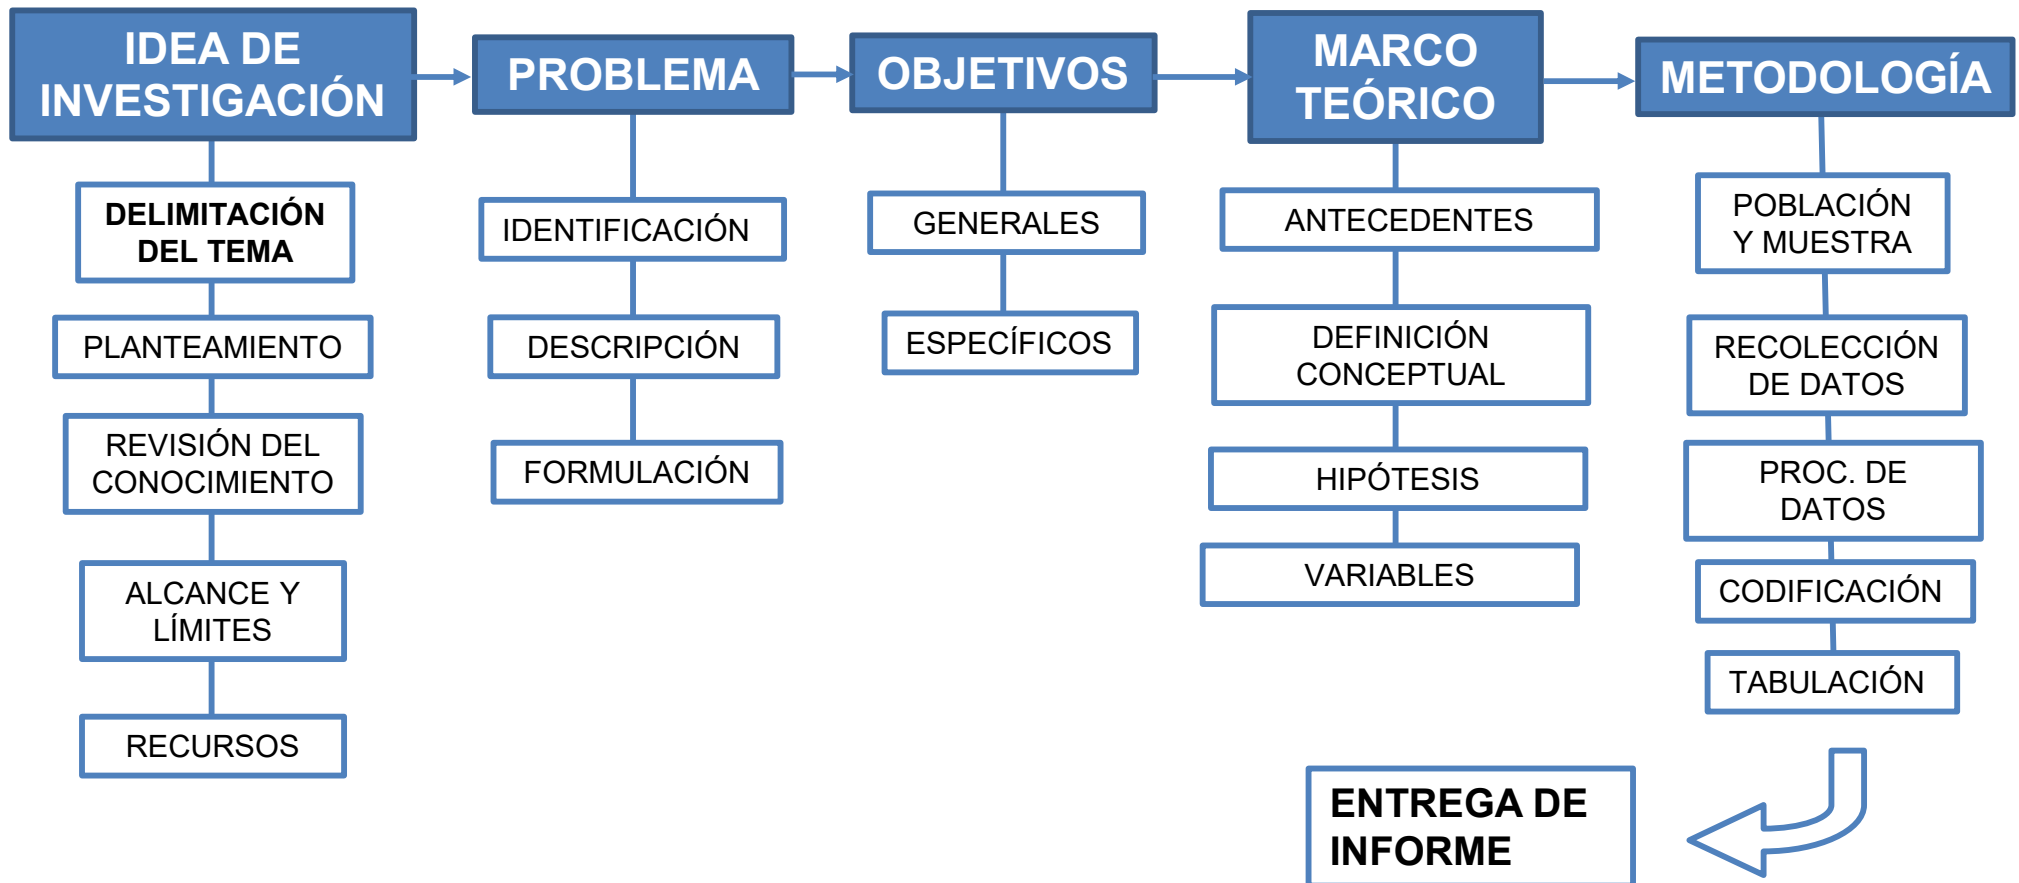 IDEA DE
INVESTIGACIÓN
DELIMITACIÓN
DEL TEMA
PLANTEAMIENTO
REVISIÓN DEL
CONOCIMIENTO
ALCANCE Y
LÍMITES
RECURSOS
PROBLEMA
IDENTIFICACIÓN
DESCRIPCIÓN
FORMULACIÓN
OBJETIVOS
GENERALES
ESPECÍFICOS
MARCO
TEÓRICO
ANTECEDENTES
DEFINICIÓN
CONCEPTUAL
HIPÓTESIS
VARIABLES
METODOLOGÍA
POBLACIÓN
Y MUESTRA
RECOLECCIÓN
DE DATOS
PROC. DE
DATOS
CODIFICACIÓN
TABULACIÓN
ENTREGA DE
INFORME